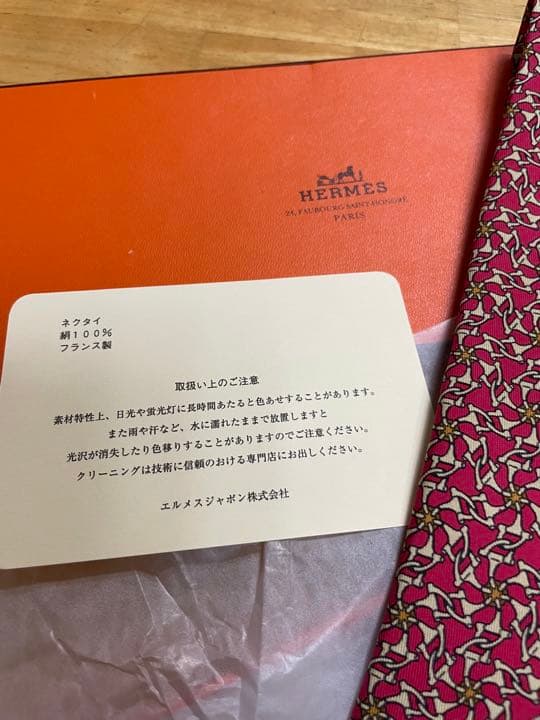 HERMES
24, FAUBOURG SAINT-HONORÉ
PARIS
ネクタイ
絹100%
フランス製
取扱い上のご注意
素材特性上、日光や蛍光灯に長時間あたると色あせすることがあります。
また雨や汗など、水に濡れたままで放置しますと
光沢が消失したり色移りすることがありますのでご注意ください。
クリーニングは技術に信頼のおける専門店にお出しください。
エルメスジャポン株式会社